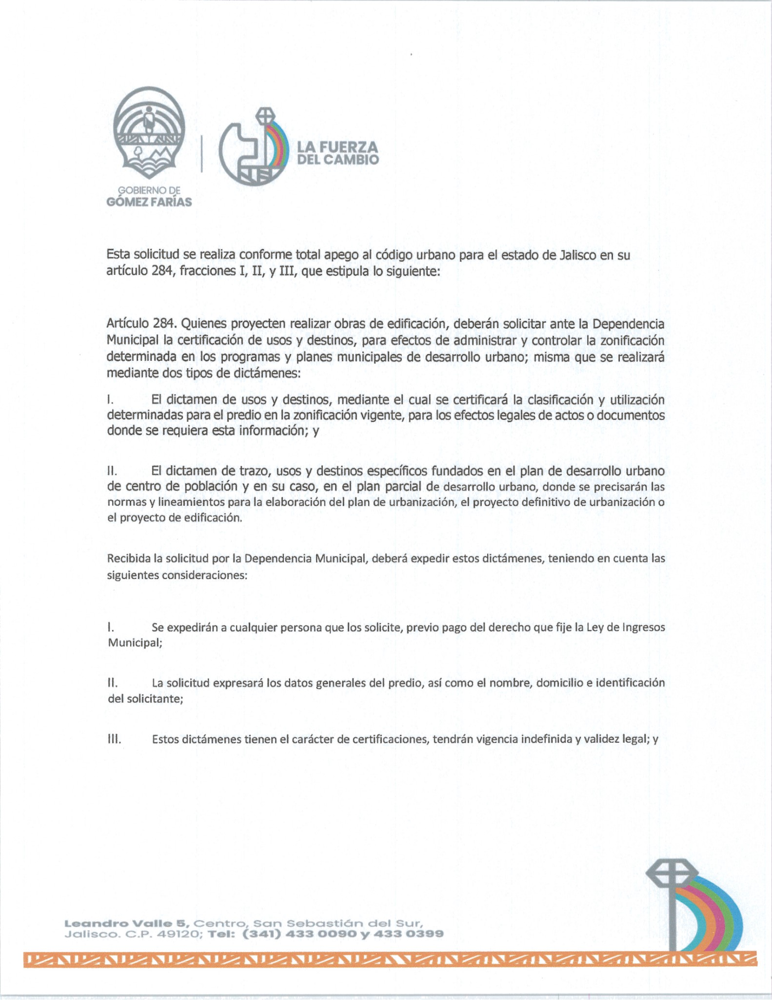 GOBIERNO DE
GÓMEZ FARÍAS
LA FUERZA
DEL CAMBIO
Esta solicitud se realiza conforme total apego al código urbano para el estado de Jalisco en su
artículo 284, fracciones I, II, y III, que estipula lo siguiente:
Artículo 284. Quienes proyecten realizar obras de edificación, deberán solicitar ante la Dependencia
Municipal la certificación de usos y destinos, para efectos de administrar y controlar la zonificación
determinada en los programas y planes municipales de desarrollo urbano; misma que se realizará
mediante dos tipos de dictámenes:
I. El dictamen de usos y destinos, mediante el cual se certificará la clasificación y utilización
determinadas para el predio en la zonificación vigente, para los efectos legales de actos o documentos
donde se requiera esta información; y
II. El dictamen de trazo, usos y destinos específicos fundados en el plan de desarrollo urbano
de centro de población y en su caso, en el plan parcial de desarrollo urbano, donde se precisarán las
normas y lineamientos para la elaboración del plan de urbanización, el proyecto definitivo de urbanización o
el proyecto de edificación.
Recibida la solicitud por la Dependencia Municipal, deberá expedir estos dictámenes, teniendo en cuenta las
siguientes consideraciones:
I. Se expedirán a cualquier persona que los solicite, previo pago del derecho que fije la Ley de Ingresos
Municipal;
II. La solicitud expresará los datos generales del predio, así como el nombre, domicilio e identificación
del solicitante;
III. Estos dictámenes tienen el carácter de certificaciones, tendrán vigencia indefinida y validez legal; y
Leandro Valle 5, Centro, San Sebastián del Sur,
Jalisco. C.P. 49120; Tel: (341) 433 0090 y 433 0399